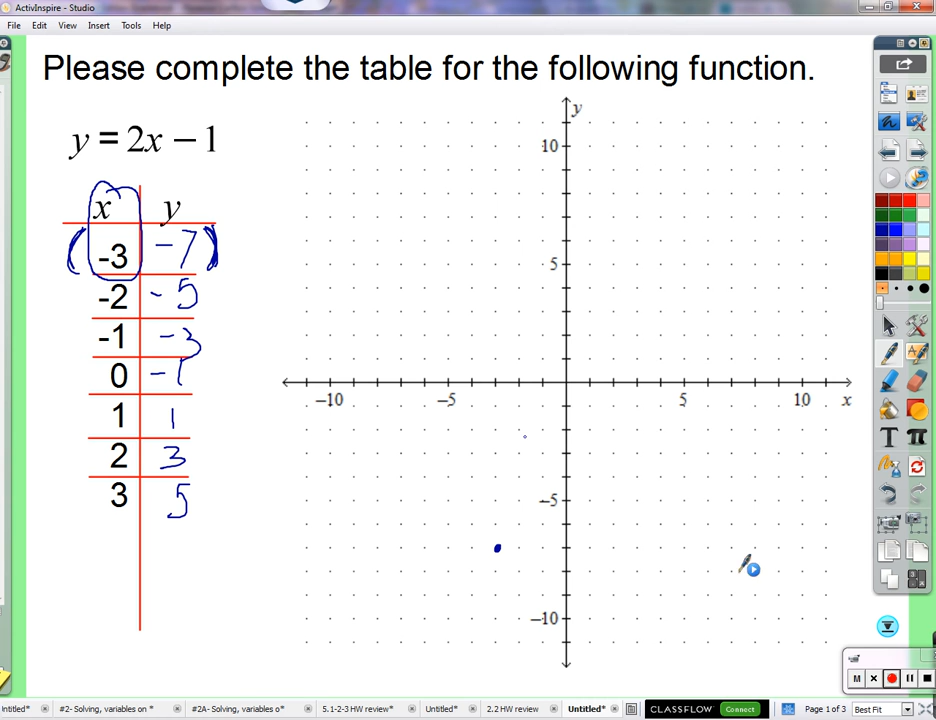 ActivInspire - Studio
File Edit View Insert Tools Help
Please complete the table for the following function.
y = 2x − 1
x y
(-3 -7)
-2 -5
-1 -3
0 -1
1 1
2 3
3 5
y
10
5
−10 −5 5 10 x
−5
−10
M
Untitled* #2- Solving, variables on * #2A- Solving, variables o* 5.1-2-3 HW review* Untitled* 2.2 HW review Untitled* CLASSFLOW Connect Page 1 of 3 Best Fit